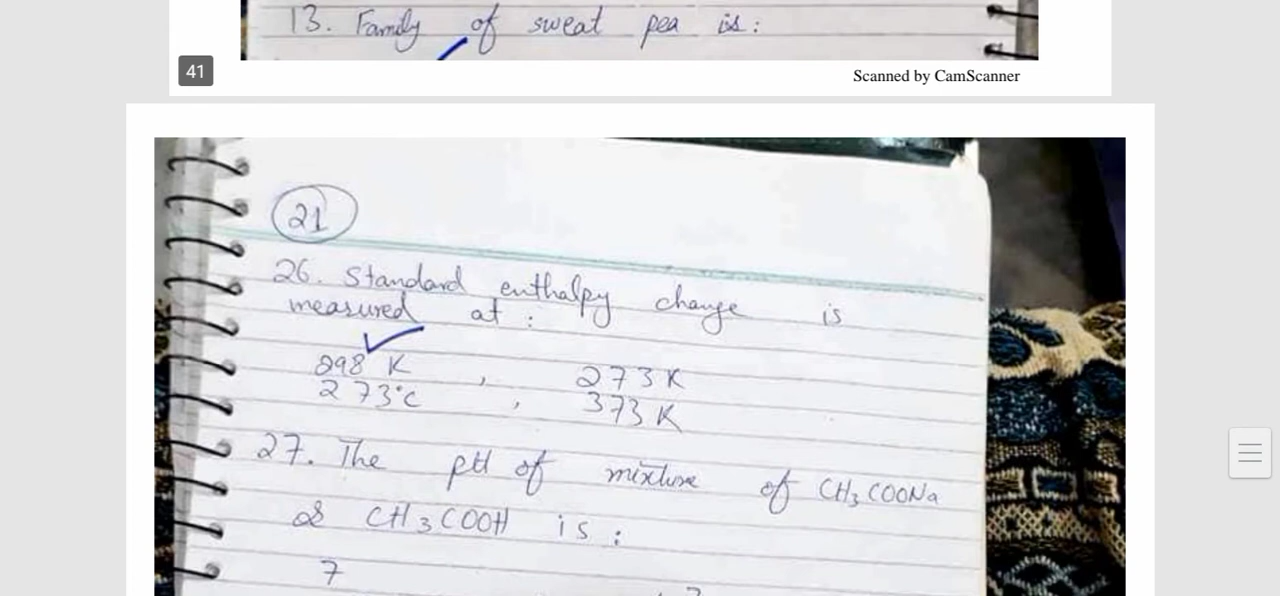 13. Family of sweat pea is:
41
Scanned by CamScanner
21
26. Standard enthalpy change is
measured at :
298 K , 273 K
273°C , 373 K
27. The pH of mixture of CH3COONa
& CH3COOH is :
7